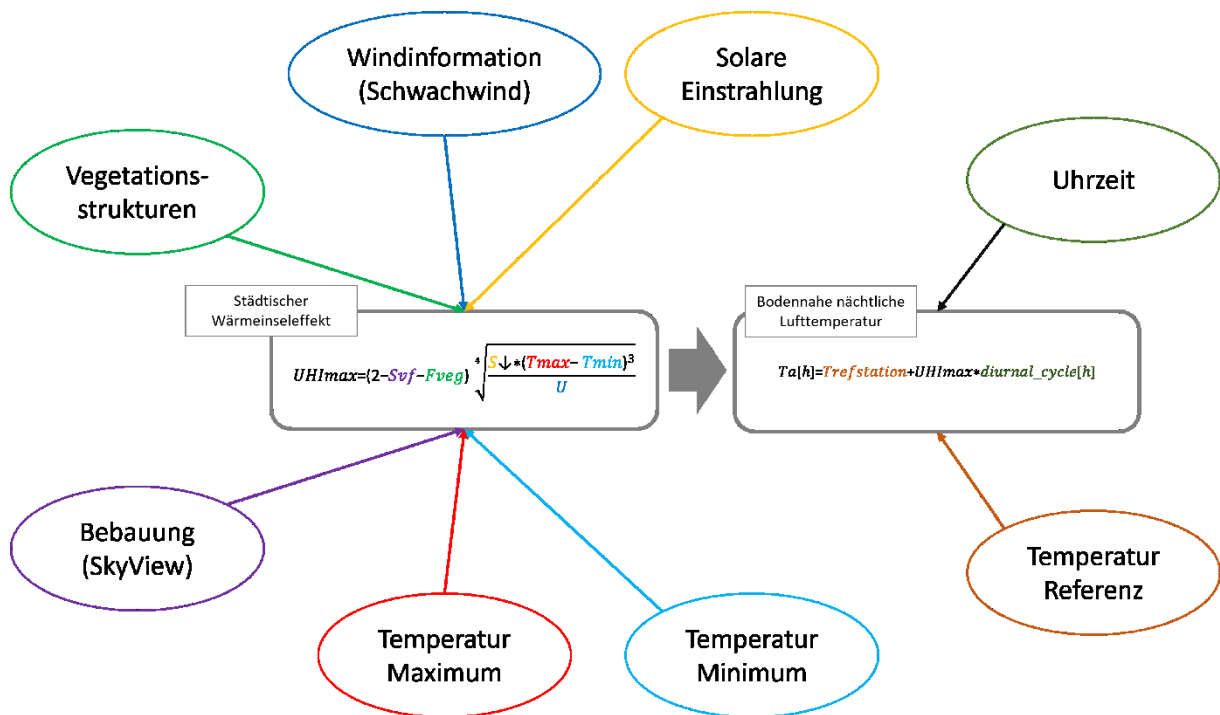 Windinformation
(Schwachwind)
Solare
Einstrahlung
Vegetations-
strukturen
Uhrzeit
Städtischer
Wärmeinseleffekt
Bodennahe nächtliche
Lufttemperatur
UHImax=(2−Svf−Fveg) ⁴√(S↓*(Tmax−Tmin)³/U)
Ta[h]=Trefstation+UHImax*diurnal_cycle[h]
Bebauung
(SkyView)
Temperatur
Maximum
Temperatur
Minimum
Temperatur
Referenz